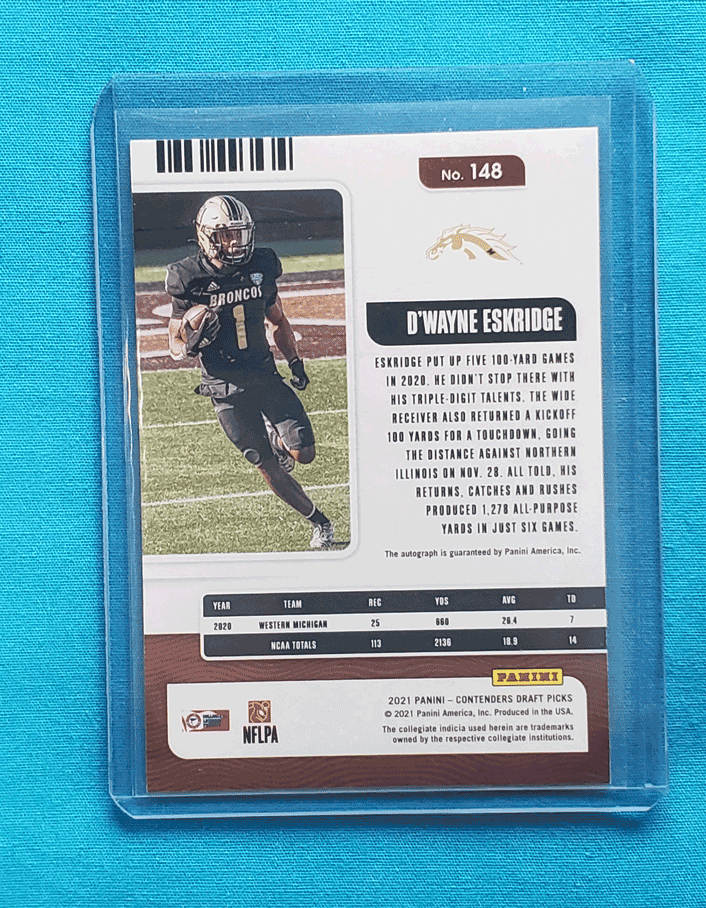 No. 148
BRONCOS
1
D'WAYNE ESKRIDGE
ESKRIDGE PUT UP FIVE 100-YARD GAMES
IN 2020. HE DIDN'T STOP THERE WITH
HIS TRIPLE-DIGIT TALENTS. THE WIDE
RECEIVER ALSO RETURNED A KICKOFF
100 YARDS FOR A TOUCHDOWN, GOING
THE DISTANCE AGAINST NORTHERN
ILLINOIS ON NOV. 28. ALL TOLD, HIS
RETURNS, CATCHES AND RUSHES
PRODUCED 1,278 ALL-PURPOSE
YARDS IN JUST SIX GAMES.
The autograph is guaranteed by Panini America, Inc.
YEAR TEAM REC YDS AVG TD
2020 WESTERN MICHIGAN 25 660 26.4 7
NCAA TOTALS 113 2136 18.9 14
PANINI
2021 PANINI – CONTENDERS DRAFT PICKS
© 2021 Panini America, Inc. Produced in the USA.
The collegiate indicia used herein are trademarks
owned by the respective collegiate institutions.
NFLPA